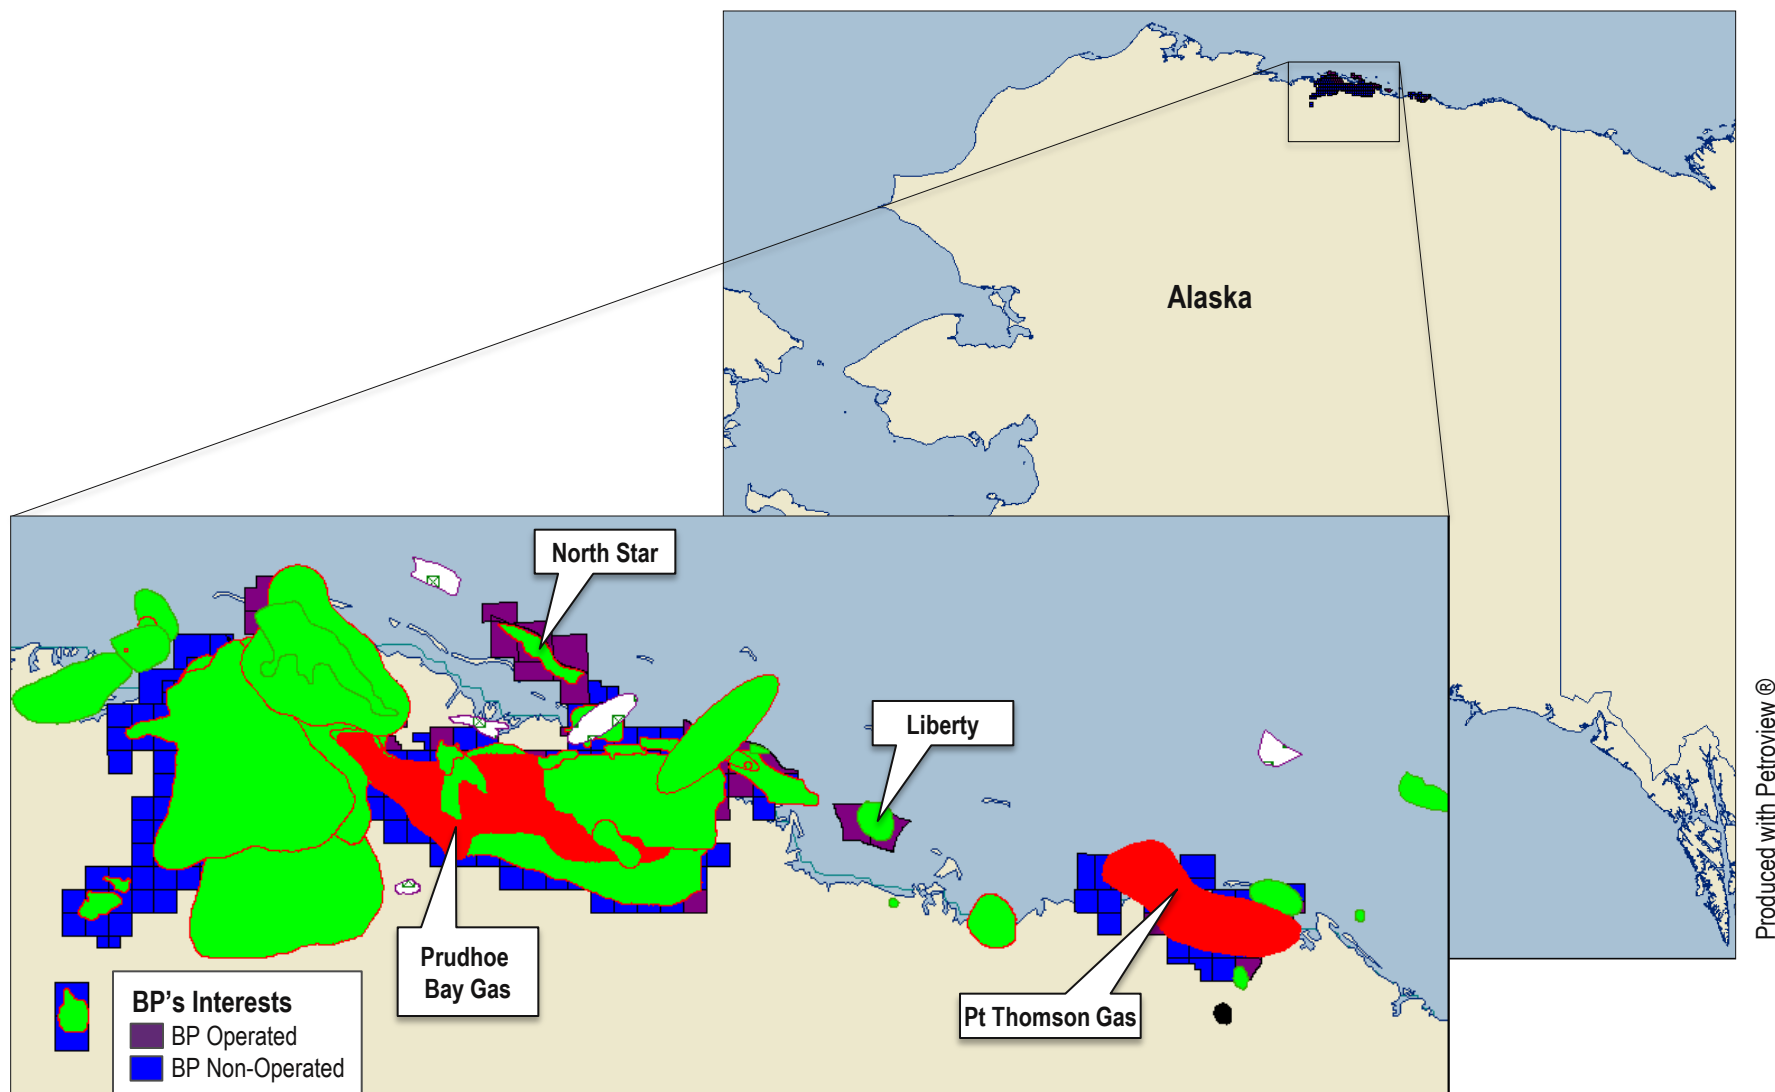 Alaska
North Star
Liberty
Prudhoe
Bay Gas
Pt Thomson Gas
BP's Interests
BP Operated
BP Non-Operated
Produced with Petroview ®